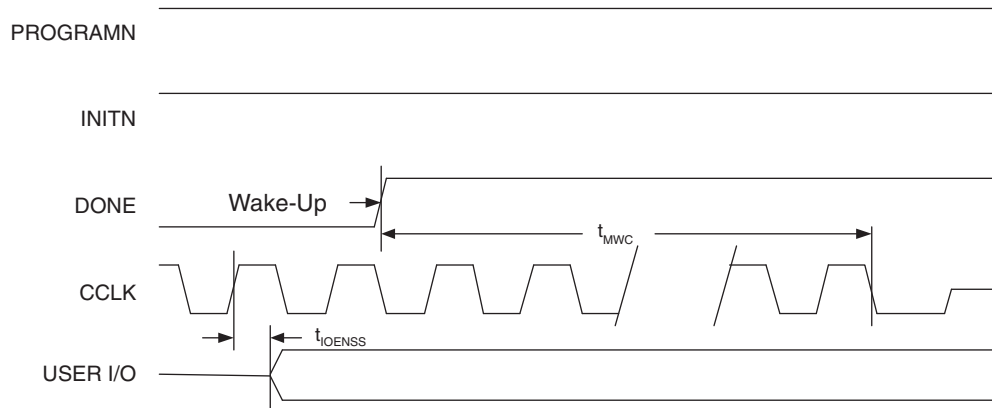 PROGRAMN
INITN
DONE
Wake-Up
tMWC
CCLK
tIOENSS
USER I/O